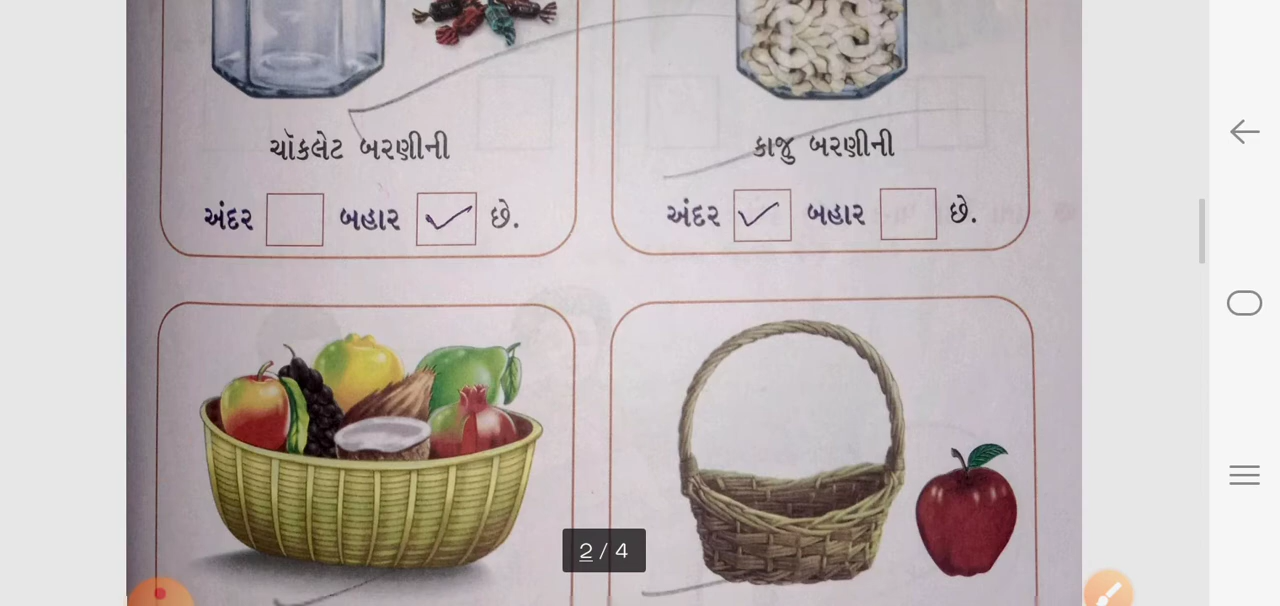 ચૉકલેટ બરણીની
અંદર બહાર છે.
કાજુ બરણીની
અંદર બહાર છે.
2 / 4